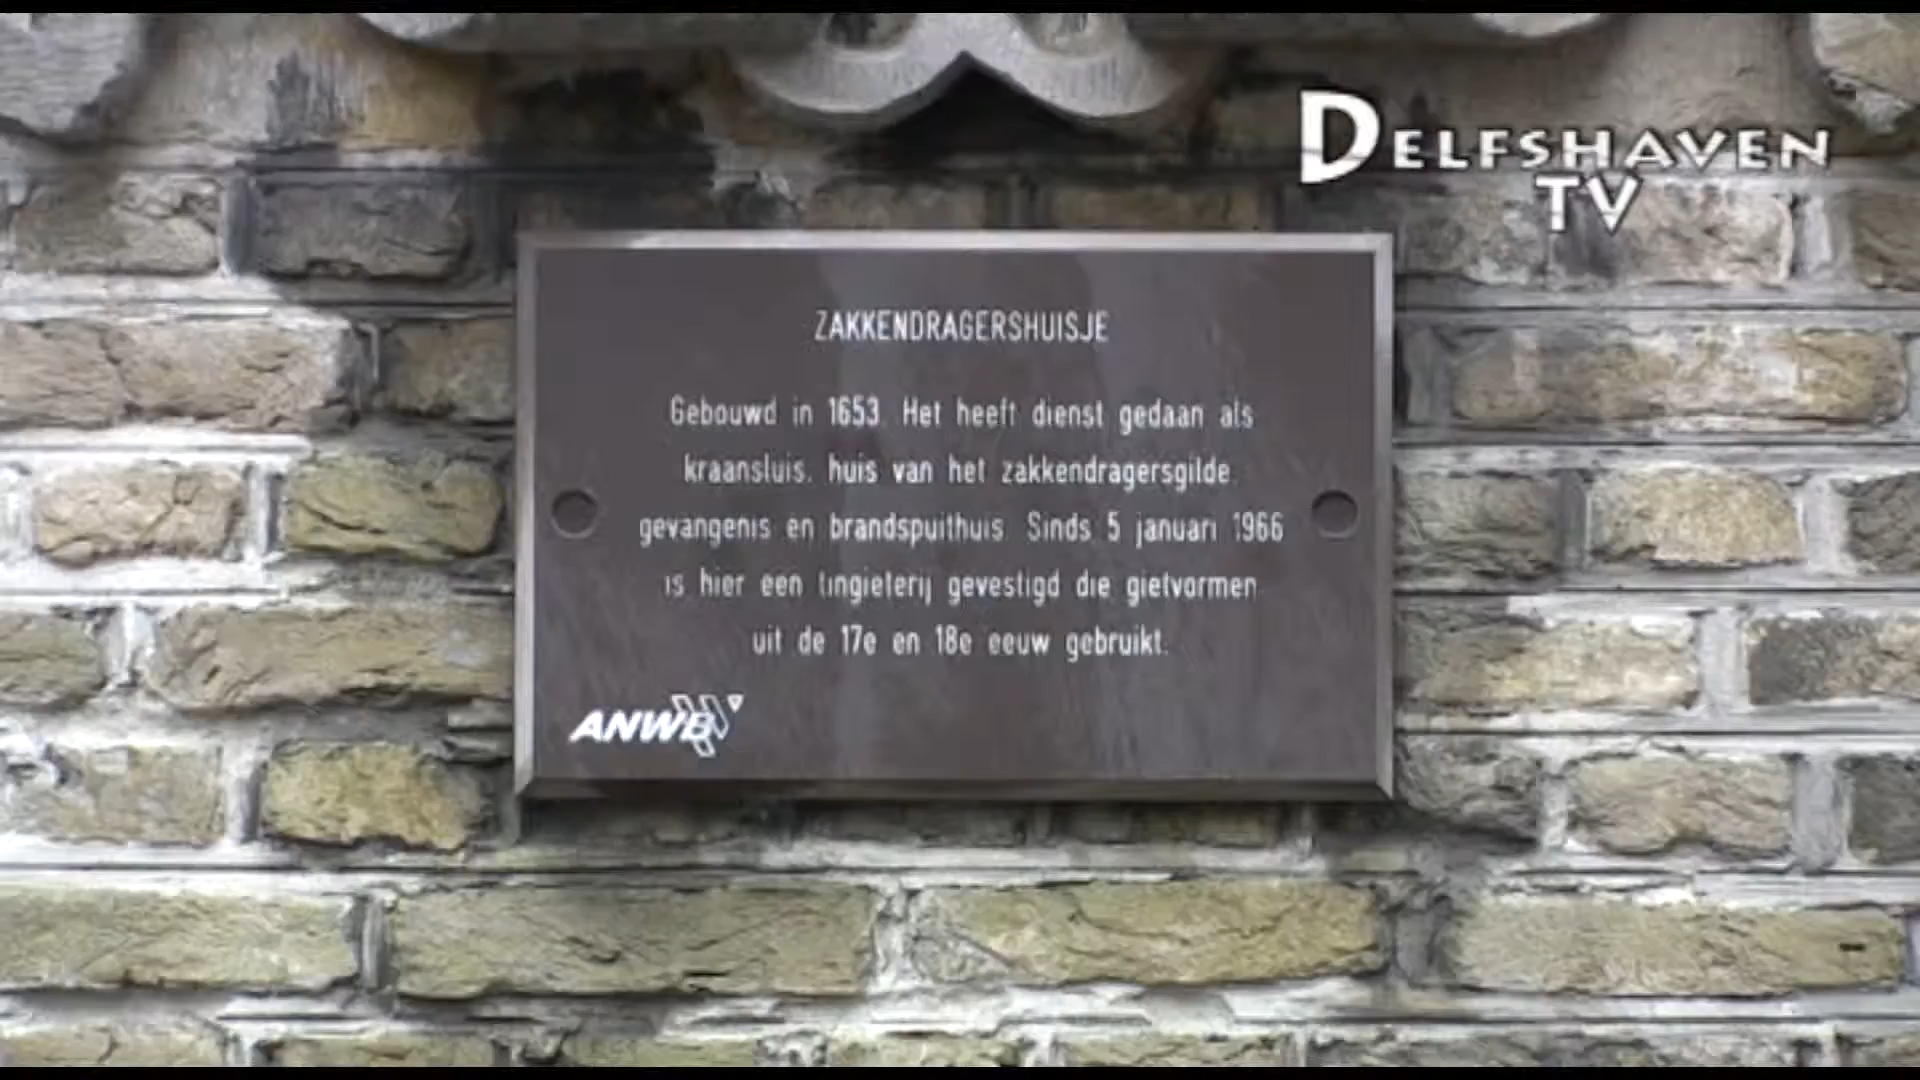 DELFSHAVEN
TV
ZAKKENDRAGERSHUISJE
Gebouwd in 1653. Het heeft dienst gedaan als
kraansluis, huis van het zakkendragersgilde,
gevangenis en brandspuithuis. Sinds 5 januari 1966
is hier een tingieterij gevestigd die gietvormen
uit de 17e en 18e eeuw gebruikt.
ANWB